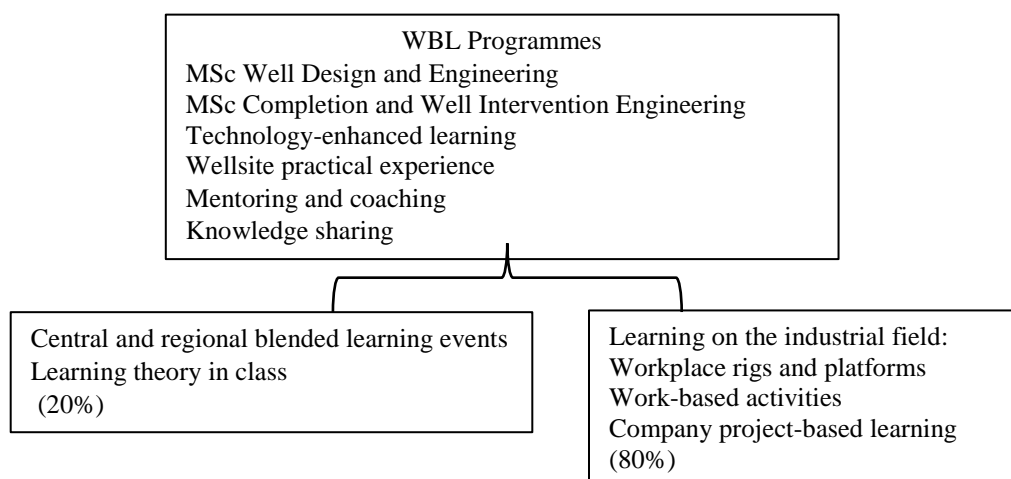 WBL Programmes
MSc Well Design and Engineering
MSc Completion and Well Intervention Engineering
Technology-enhanced learning
Wellsite practical experience
Mentoring and coaching
Knowledge sharing
Central and regional blended learning events
Learning theory in class
(20%)
Learning on the industrial field:
Workplace rigs and platforms
Work-based activities
Company project-based learning
(80%)